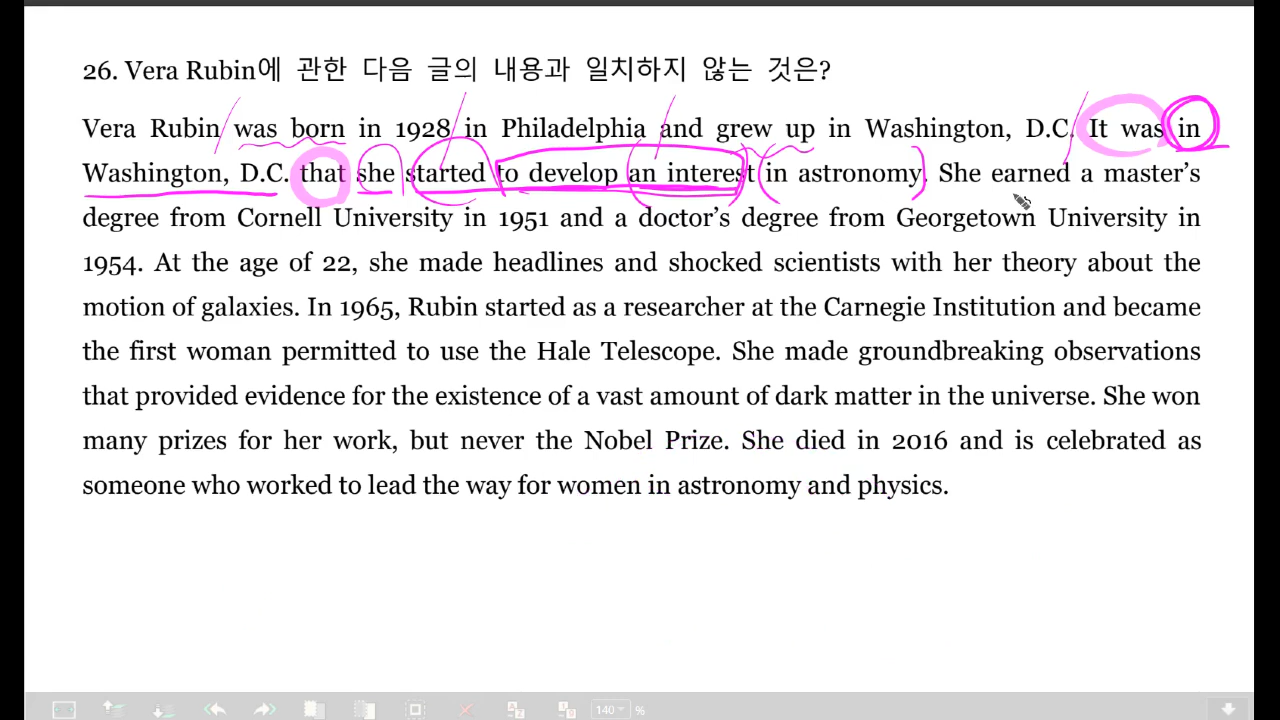 26. Vera Rubin에 관한 다음 글의 내용과 일치하지 않는 것은?
Vera Rubin was born in 1928 in Philadelphia and grew up in Washington, D.C. It was in
Washington, D.C. that she started to develop an interest in astronomy. She earned a master's
degree from Cornell University in 1951 and a doctor's degree from Georgetown University in
1954. At the age of 22, she made headlines and shocked scientists with her theory about the
motion of galaxies. In 1965, Rubin started as a researcher at the Carnegie Institution and became
the first woman permitted to use the Hale Telescope. She made groundbreaking observations
that provided evidence for the existence of a vast amount of dark matter in the universe. She won
many prizes for her work, but never the Nobel Prize. She died in 2016 and is celebrated as
someone who worked to lead the way for women in astronomy and physics.
140 %